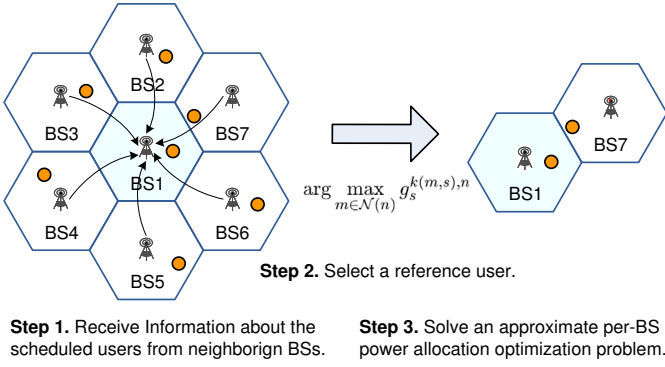 BS2
BS3
BS7
BS1
BS4
BS6
BS5
BS7
BS1
arg max_{m∈𝒩(n)} g_s^{k(m,s),n}
Step 2. Select a reference user.
Step 1. Receive Information about the
scheduled users from neighborign BSs.
Step 3. Solve an approximate per-BS
power allocation optimization problem.